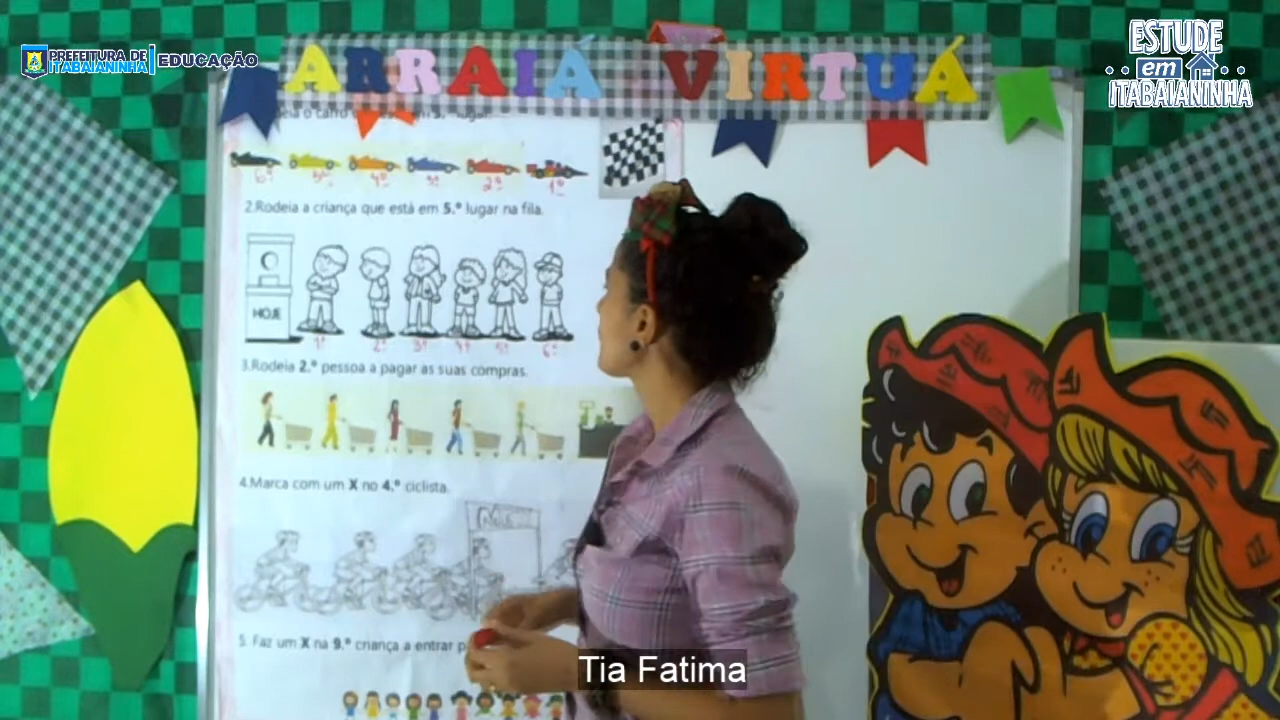 PREFEITURA DE
ITABAIANINHA
EDUCAÇÃO
ESTUDE
em
ITABAIANINHA
ARRAIÁ VIRTUÁ
o carro lugar.
6º 5º 4º 3º 2º 1º
2.Rodeia a criança que está em 5.º lugar na fila.
HOJE
1º 2º 3º 4º 5º 6º
3.Rodeia 2.º pessoa a pagar as suas compras.
4.Marca com um X no 4.º ciclista.
5. Faz um X na 9.º criança a entrar p
Tia Fatima